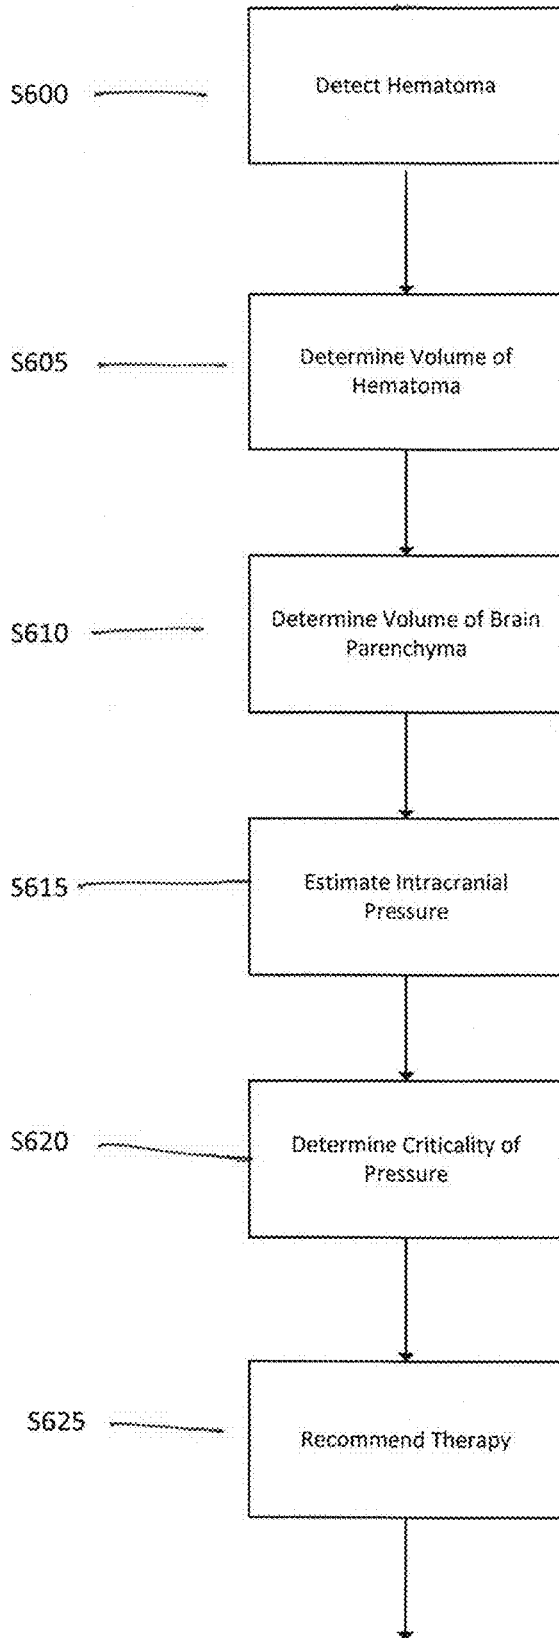 S600
Detect Hematoma
S605
Determine Volume of
Hematoma
S610
Determine Volume of Brain
Parenchyma
S615
Estimate Intracranial
Pressure
S620
Determine Criticality of
Pressure
S625
Recommend Therapy